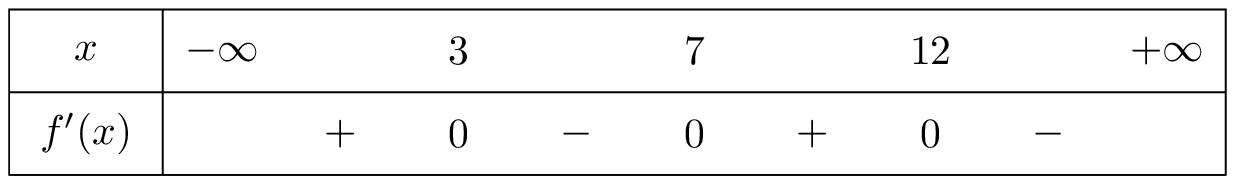 x −∞ 3 7 12 +∞
f′(x) + 0 − 0 + 0 −